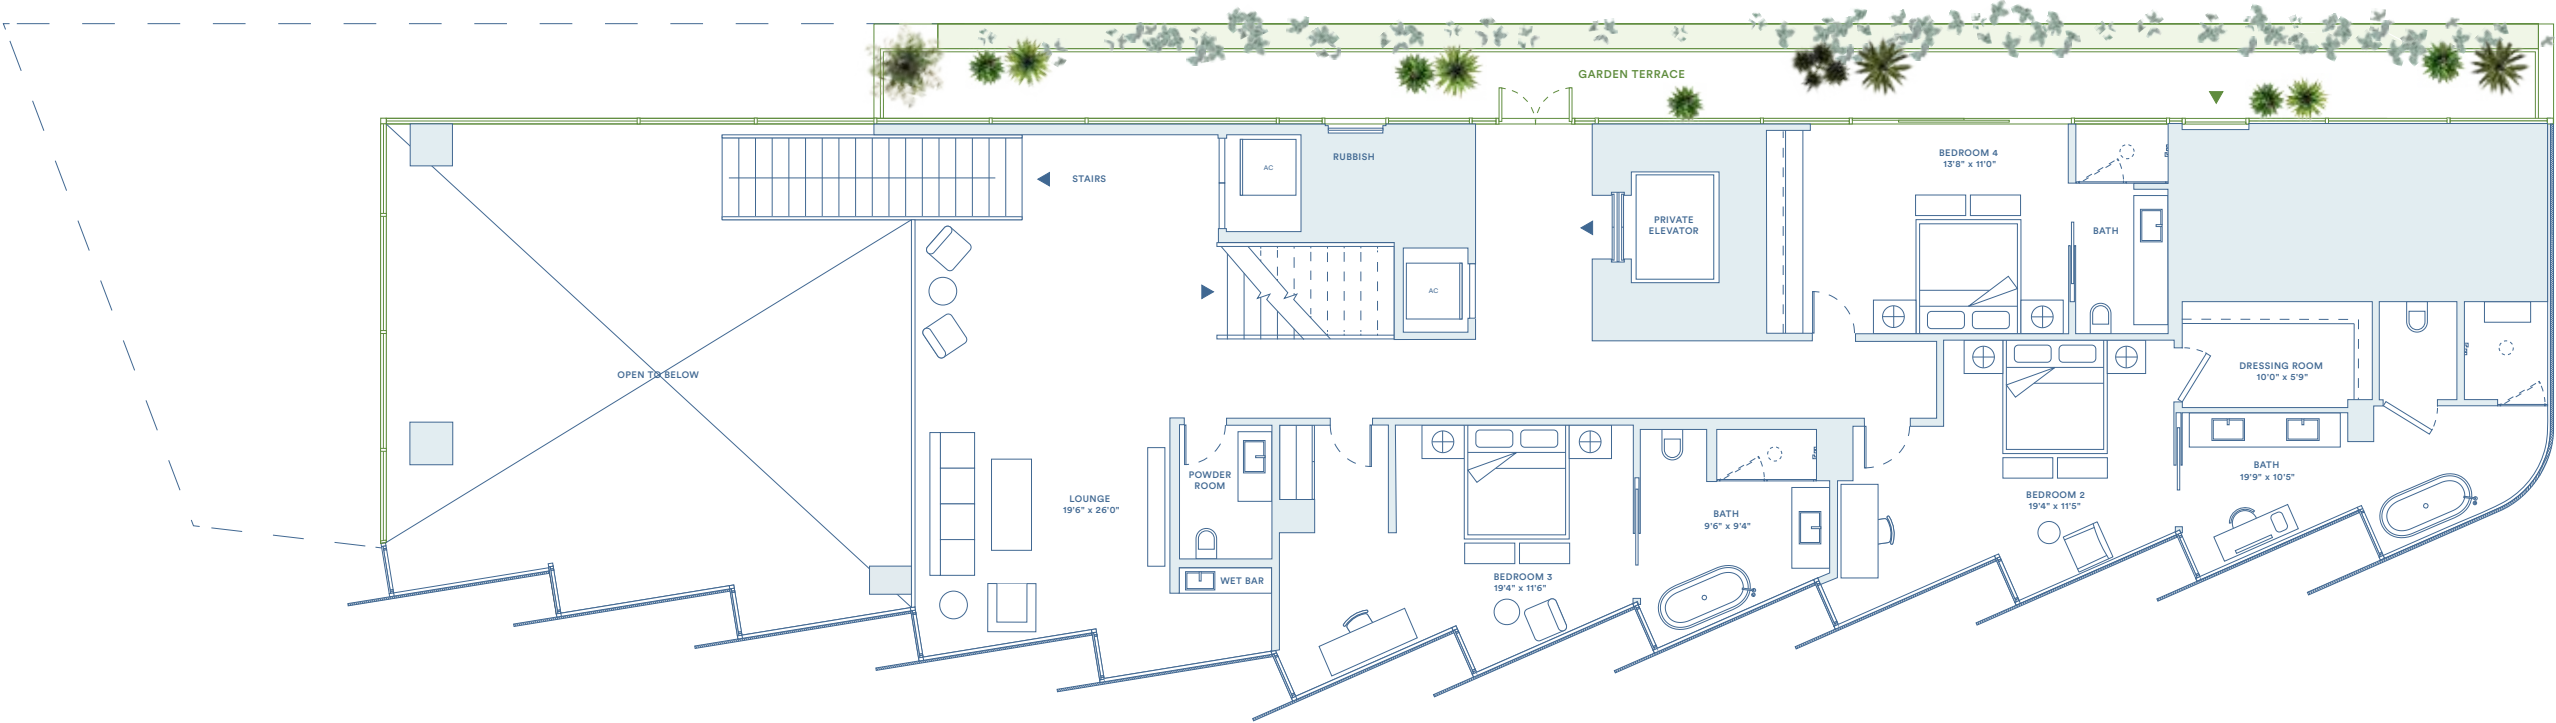 GARDEN TERRACE
STAIRS
AC
RUBBISH
PRIVATE
ELEVATOR
BEDROOM 4
13'8" x 11'0"
BATH
AC
OPEN TO BELOW
DRESSING ROOM
10'0" x 5'9"
POWDER
ROOM
LOUNGE
19'6" x 26'0"
WET BAR
BEDROOM 3
19'4" x 11'6"
BATH
9'6" x 9'4"
BEDROOM 2
19'4" x 11'5"
BATH
19'9" x 10'5"